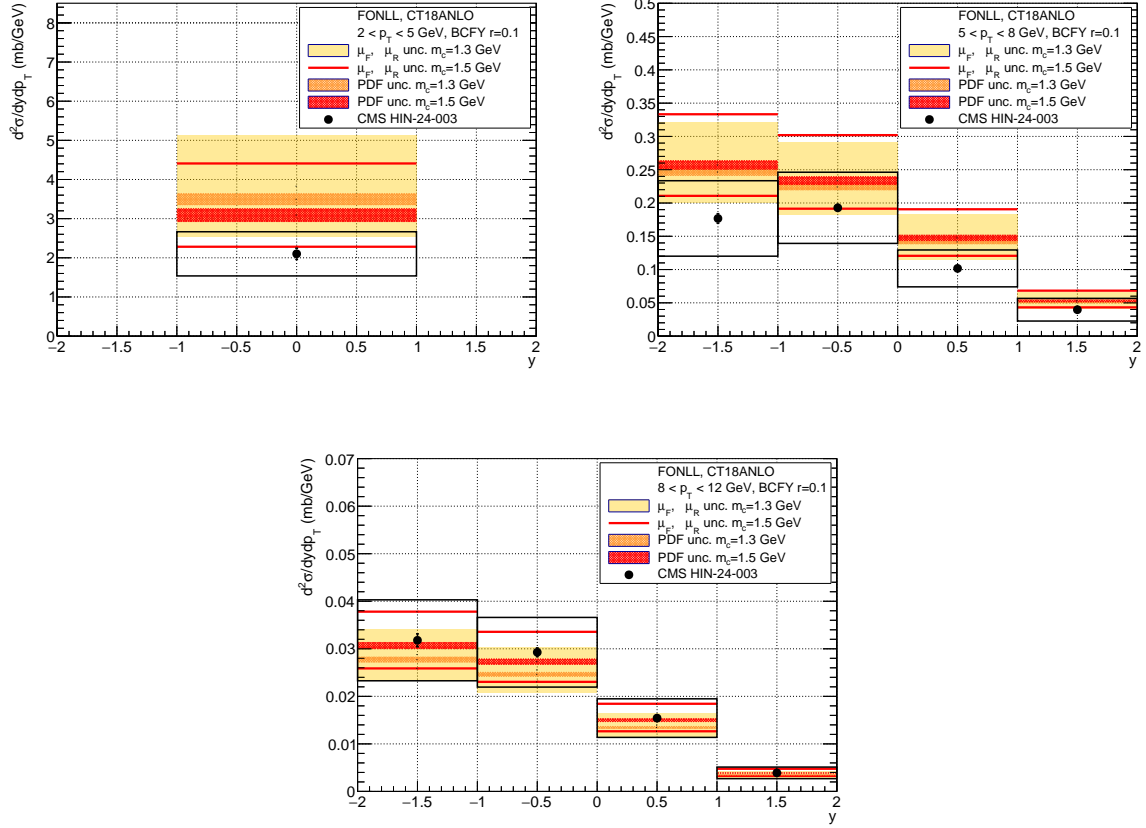 d²σ/dydp_T (mb/GeV)
8
7
6
5
4
3
2
1
0
FONLL, CT18ANLO
2 < p_T < 5 GeV, BCFY r=0.1
μ_F, μ_R unc. m_c=1.3 GeV
μ_F, μ_R unc. m_c=1.5 GeV
PDF unc. m_c=1.3 GeV
PDF unc. m_c=1.5 GeV
CMS HIN-24-003
−2 −1.5 −1 −0.5 0 0.5 1 1.5 2
y
d²σ/dydp_T (mb/GeV)
0.5
0.45
0.4
0.35
0.3
0.25
0.2
0.15
0.1
0.05
0
FONLL, CT18ANLO
5 < p_T < 8 GeV, BCFY r=0.1
μ_F, μ_R unc. m_c=1.3 GeV
μ_F, μ_R unc. m_c=1.5 GeV
PDF unc. m_c=1.3 GeV
PDF unc. m_c=1.5 GeV
CMS HIN-24-003
−2 −1.5 −1 −0.5 0 0.5 1 1.5 2
y
d²σ/dydp_T (mb/GeV)
0.07
0.06
0.05
0.04
0.03
0.02
0.01
0
FONLL, CT18ANLO
8 < p_T < 12 GeV, BCFY r=0.1
μ_F, μ_R unc. m_c=1.3 GeV
μ_F, μ_R unc. m_c=1.5 GeV
PDF unc. m_c=1.3 GeV
PDF unc. m_c=1.5 GeV
CMS HIN-24-003
−2 −1.5 −1 −0.5 0 0.5 1 1.5 2
y